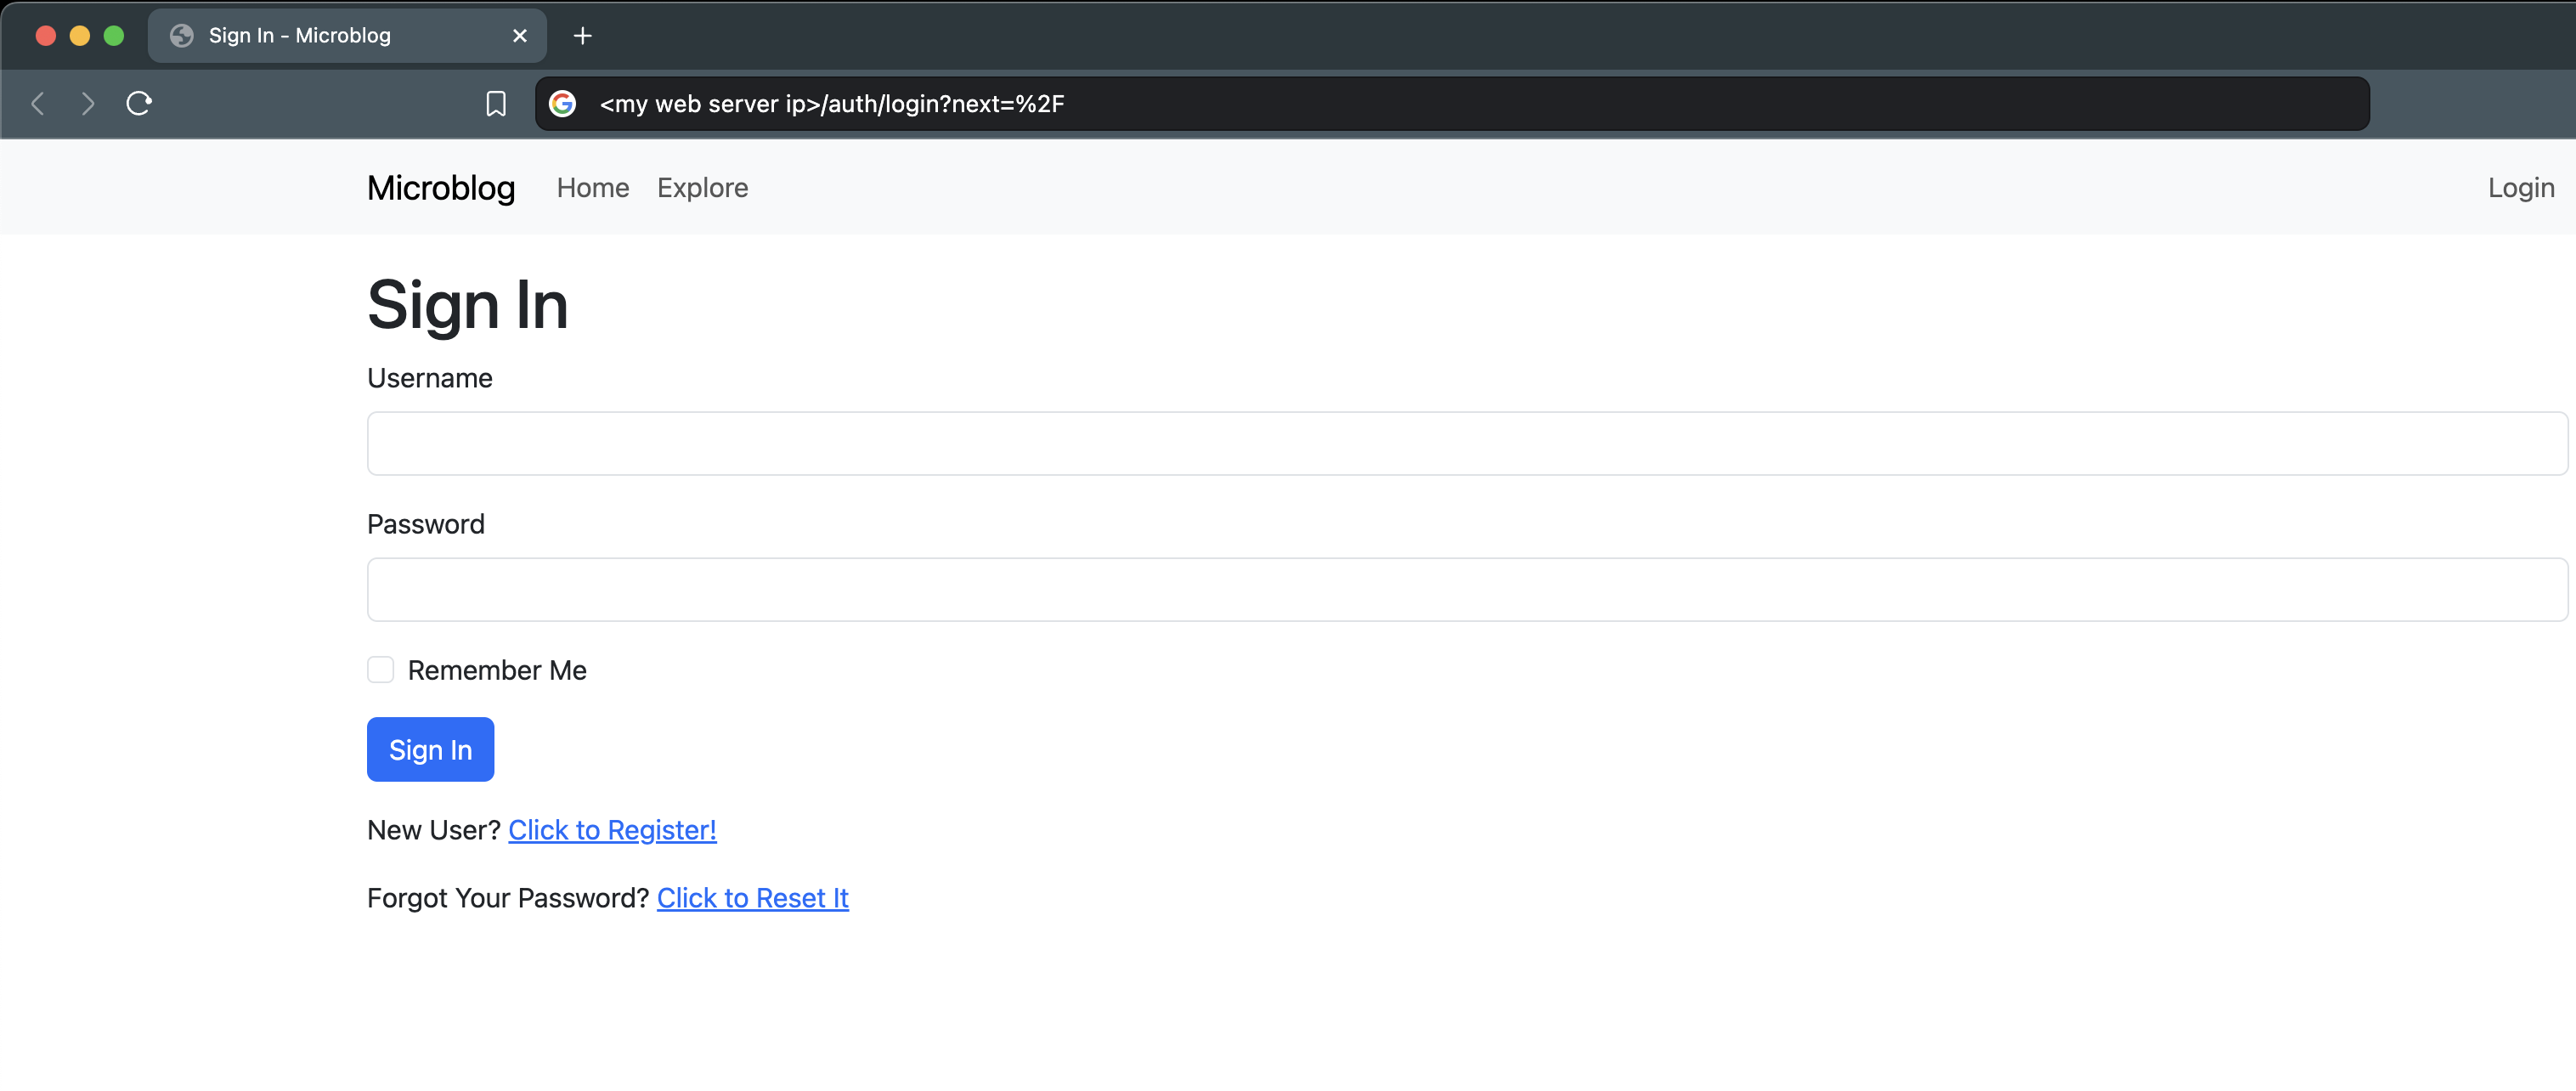 Sign In - Microblog
<my web server ip>/auth/login?next=%2F
Microblog Home Explore Login
Sign In
Username
Password
Remember Me
Sign In
New User? Click to Register!
Forgot Your Password? Click to Reset It